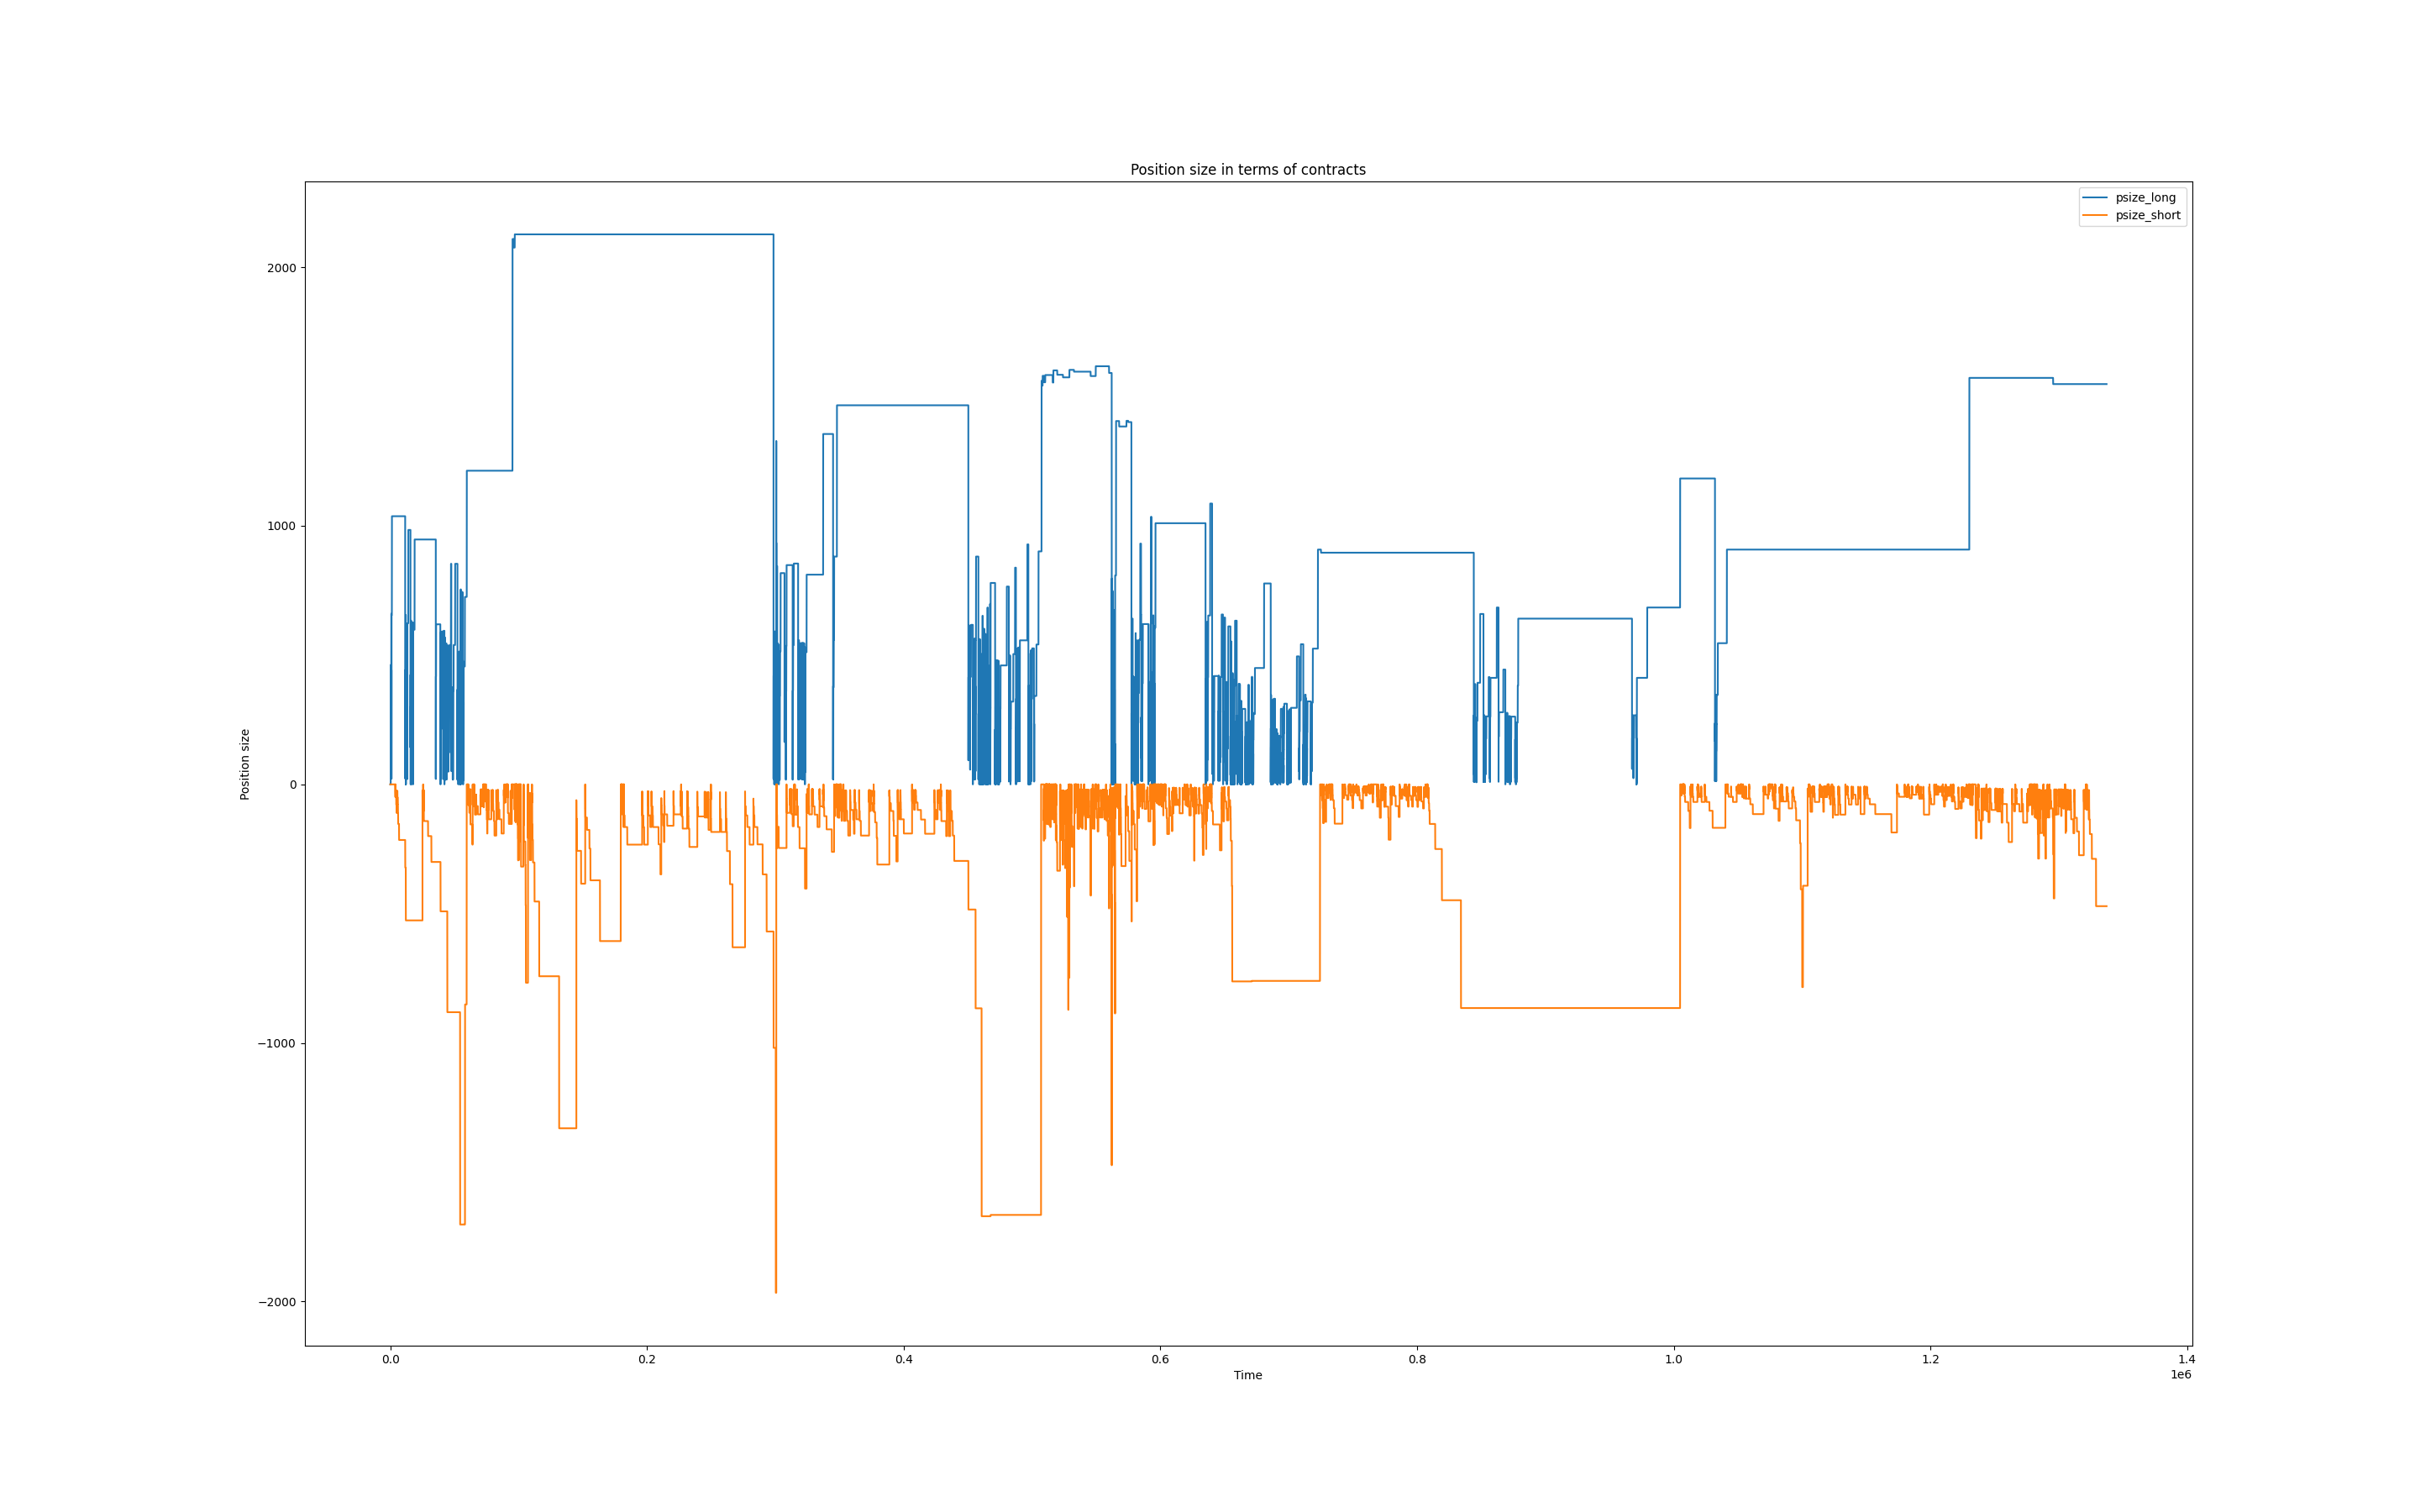 Position size in terms of contracts
psize_long
psize_short
Position size
2000
1000
0
−1000
−2000
0.0
0.2
0.4
0.6
0.8
1.0
1.2
1.4
Time
1e6